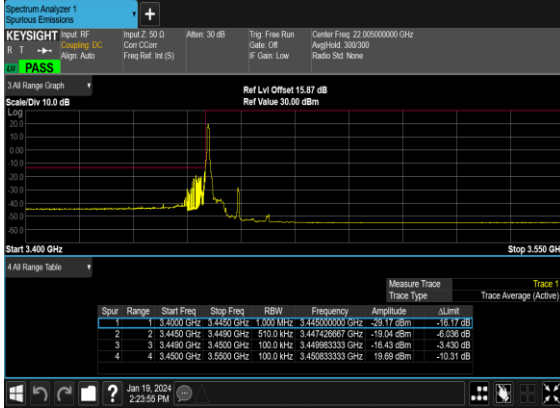 Spectrum Analyzer 1
Spurious Emissions
+
KEYSIGHT Input: RF Input Z: 50 Ω Atten: 30 dB Trig: Free Run Center Freq: 22.005000000 GHz
R T Coupling: DC Corr CCorr Gate: Off Avg|Hold: 300/300
Align: Auto Freq Ref: Int (S) IF Gain: Low Radio Std: None
PASS
3 All Range Graph
Ref Lvl Offset 15.87 dB
Scale/Div 10.0 dB Ref Value 30.00 dBm
Log
20.0
10.0
0.00
-10.0
-20.0
-30.0
-40.0
-50.0
-60.0
Start 3.400 GHz Stop 3.550 GH
4 All Range Table
Measure Trace Trace 1
Trace Type Trace Average (Active)
Spur Range Start Freq Stop Freq RBW Frequency Amplitude ΔLimit
1 1 3.4000 GHz 3.4450 GHz 1.000 MHz 3.445000000 GHz -29.17 dBm -16.17 dB
2 2 3.4450 GHz 3.4490 GHz 510.0 kHz 3.447426667 GHz -19.04 dBm -6.036 dB
3 3 3.4490 GHz 3.4500 GHz 100.0 kHz 3.449983333 GHz -16.43 dBm -3.430 dB
4 4 3.4500 GHz 3.5500 GHz 100.0 kHz 3.450833333 GHz 19.69 dBm -10.31 dB
? Jan 19, 2024
2:23:55 PM